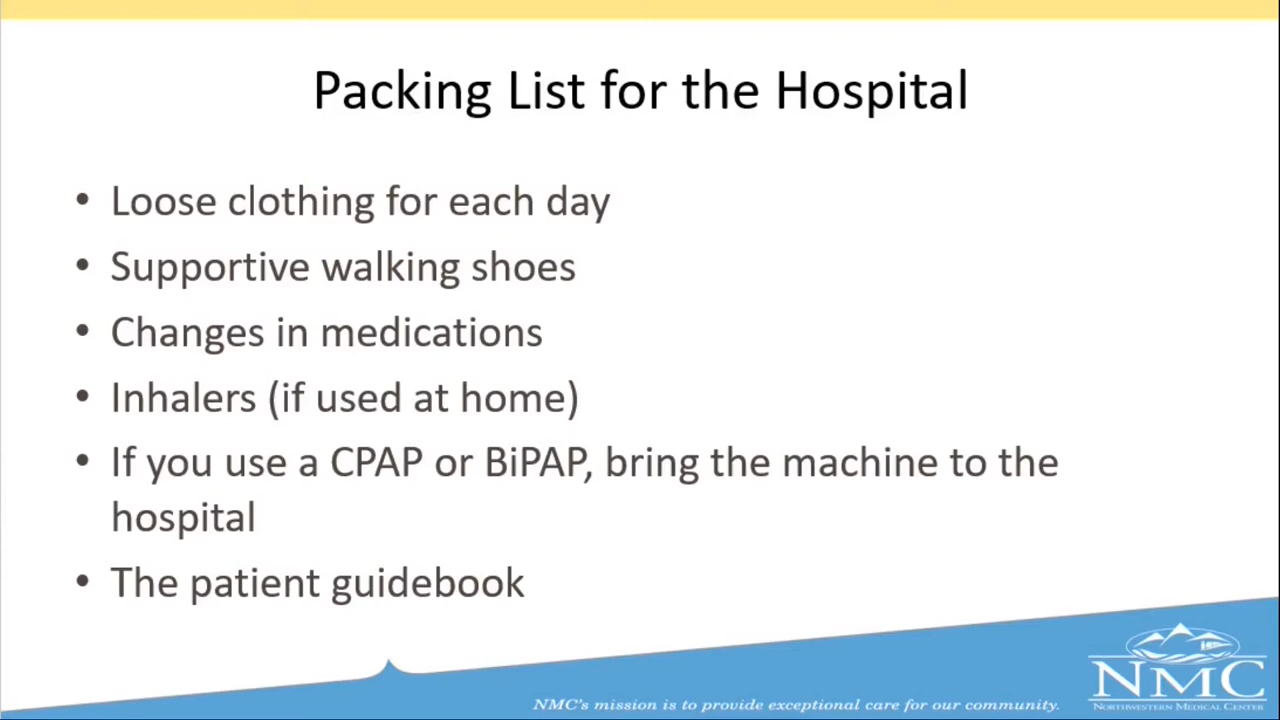 Packing List for the Hospital
• Loose clothing for each day
• Supportive walking shoes
• Changes in medications
• Inhalers (if used at home)
• If you use a CPAP or BiPAP, bring the machine to the
hospital
• The patient guidebook
NMC's mission is to provide exceptional care for our community.
NMC
Northwestern Medical Center